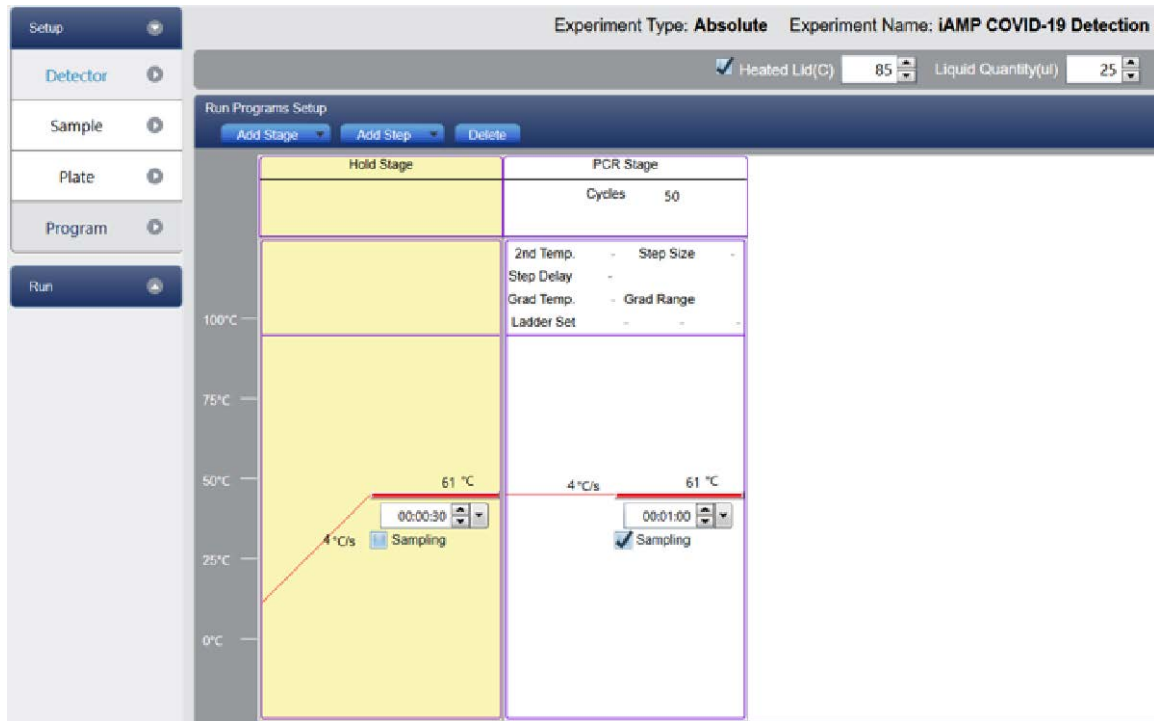 Setup
Experiment Type: Absolute Experiment Name: iAMP COVID-19 Detection
Detector
Heated Lid(C) 85 Liquid Quantity(ul) 25
Sample
Run Programs Setup
Add Stage Add Step Delete
Plate
Hold Stage
PCR Stage
Cycles 50
Program
2nd Temp. - Step Size -
Step Delay -
Run
Grad Temp. - Grad Range
Ladder Set - - -
100°C
75°C
50°C
61 °C
4°C/s
61 °C
00:00:30
00:01:00
4°C/s
Sampling
Sampling
25°C
0°C